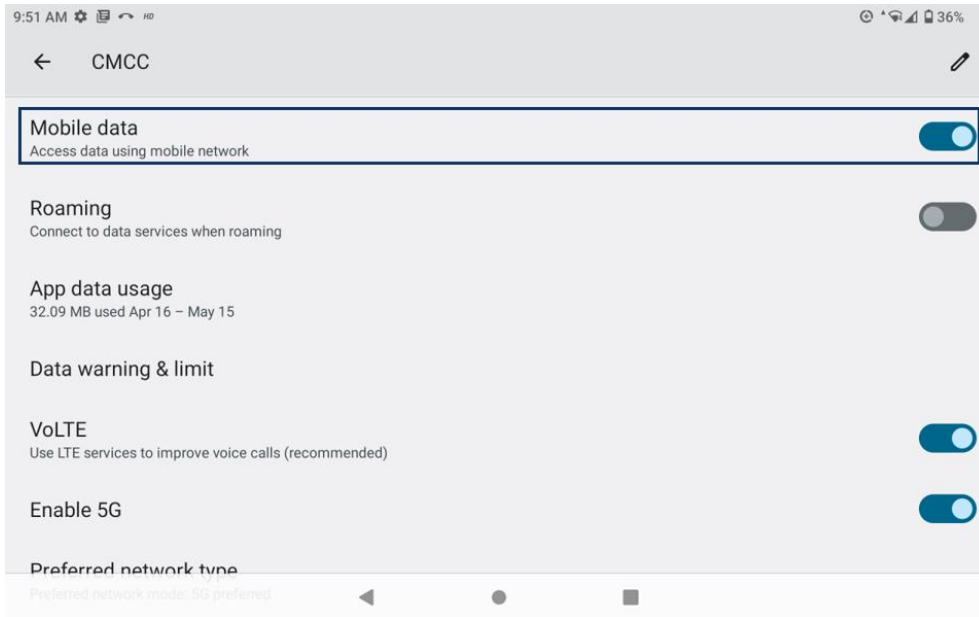 9:51 AM HD 36%
CMCC
Mobile data
Access data using mobile network
Roaming
Connect to data services when roaming
App data usage
32.09 MB used Apr 16 – May 15
Data warning & limit
VoLTE
Use LTE services to improve voice calls (recommended)
Enable 5G
Preferred network type
Preferred network mode: 5G preferred